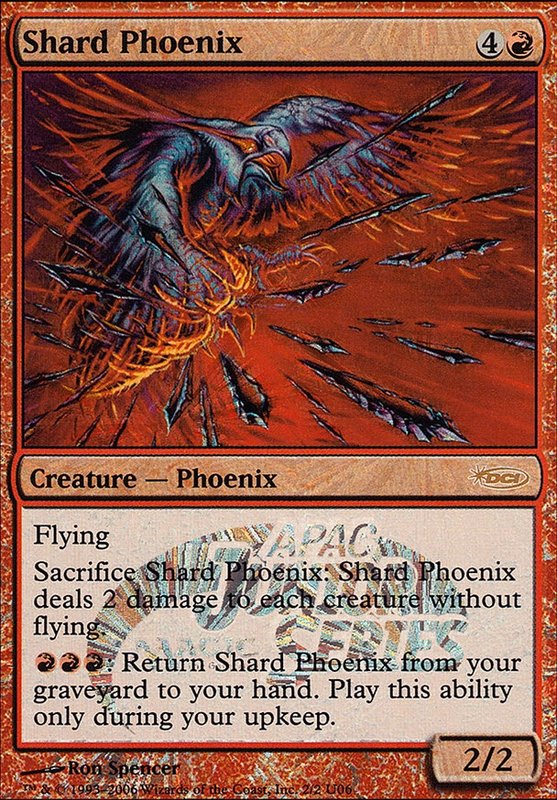 Shard Phoenix 4
Creature — Phoenix DCI
Flying
Sacrifice Shard Phoenix: Shard Phoenix
deals 2 damage to each creature without
flying.
: Return Shard Phoenix from your
graveyard to your hand. Play this ability
only during your upkeep.
APAC
JUNIOR
SERIES
Ron Spencer
2/2
™ & © 1993-2006 Wizards of the Coast, Inc. 2/2 U06